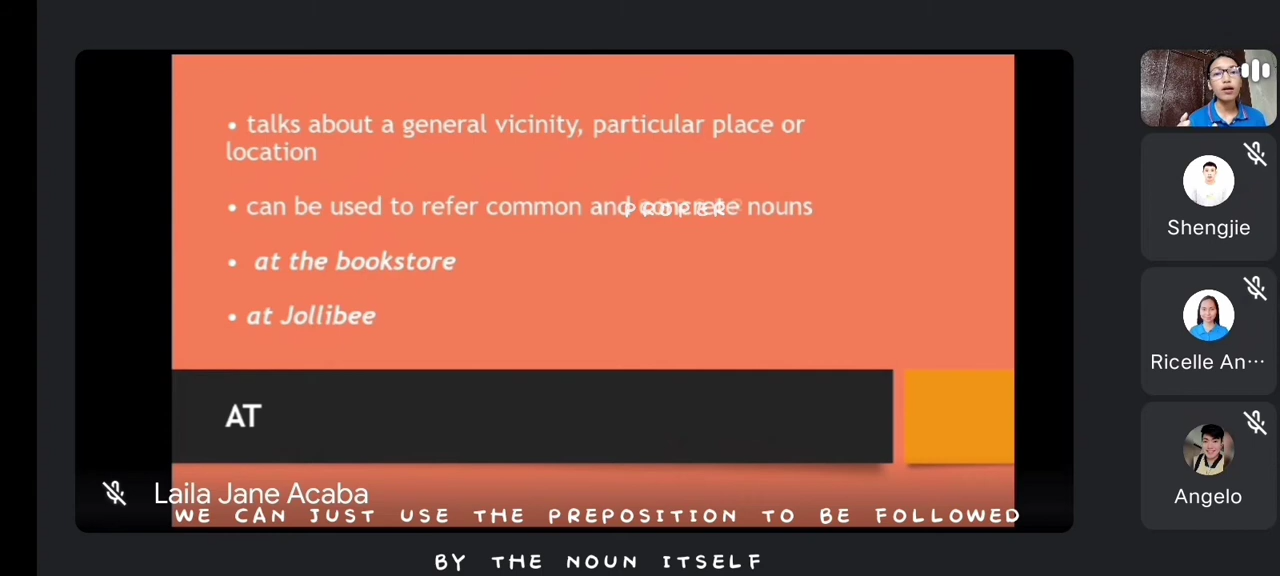 • talks about a general vicinity, particular place or
location
• can be used to refer common and concrete nouns
PROPER
• at the bookstore
• at Jollibee
AT
Laila Jane Acaba
WE CAN JUST USE THE PREPOSITION TO BE FOLLOWED
BY THE NOUN ITSELF
Shengjie
Ricelle An...
Angelo